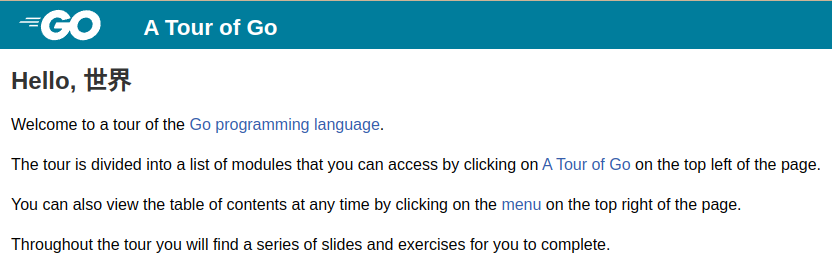 GO A Tour of Go
Hello, 世界
Welcome to a tour of the Go programming language.
The tour is divided into a list of modules that you can access by clicking on A Tour of Go on the top left of the page.
You can also view the table of contents at any time by clicking on the menu on the top right of the page.
Throughout the tour you will find a series of slides and exercises for you to complete.